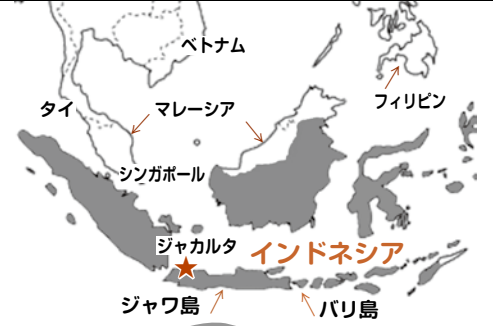 ベトナム
タイ
マレーシア
フィリピン
シンガポール
ジャカルタ
インドネシア
ジャワ島
バリ島